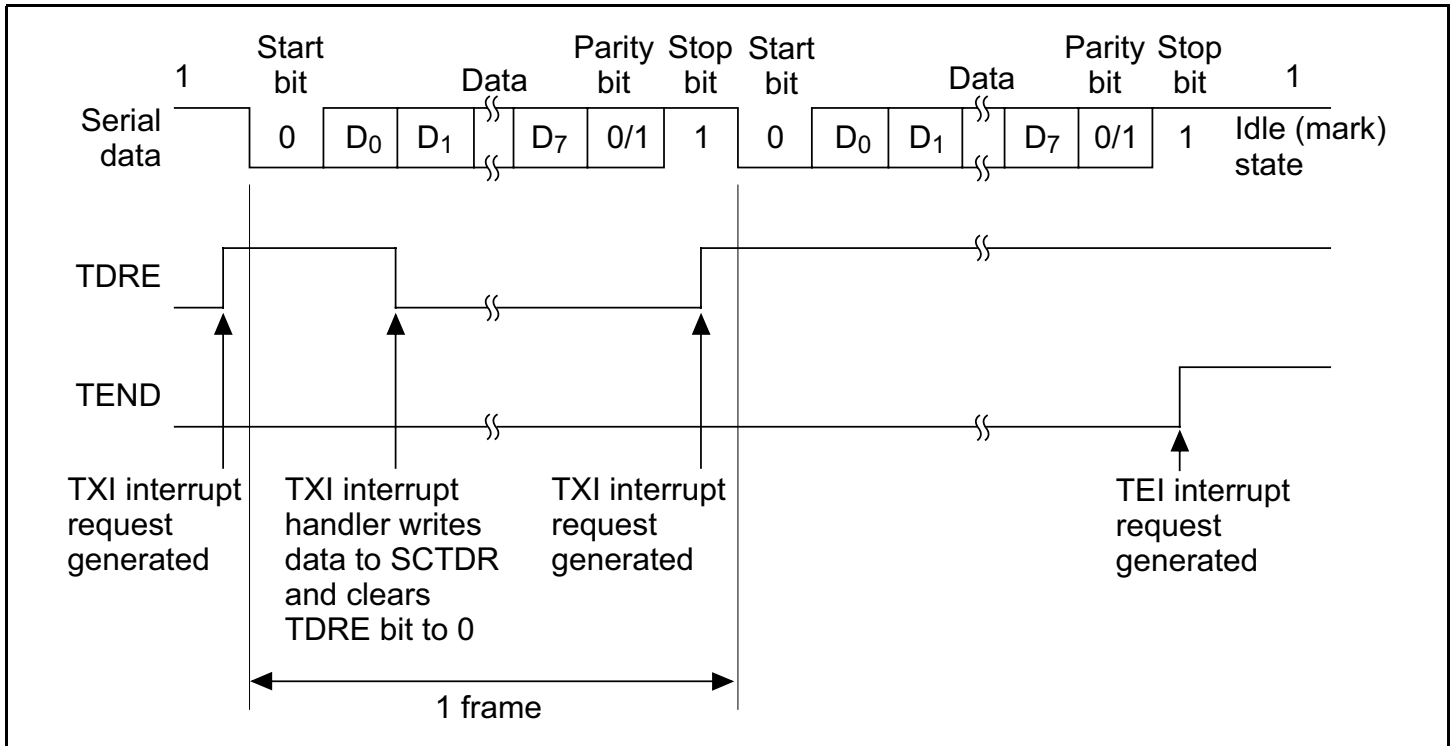 1
Start
bit
Data
Parity
bit
Stop
bit
Start
bit
Data
Parity
bit
Stop
bit
1
Serial
data
0 D0 D1 D7 0/1 1 0 D0 D1 D7 0/1 1
Idle (mark)
state
TDRE
TEND
TXI interrupt
request
generated
TXI interrupt
handler writes
data to SCTDR
and clears
TDRE bit to 0
TXI interrupt
request
generated
TEI interrupt
request
generated
1 frame